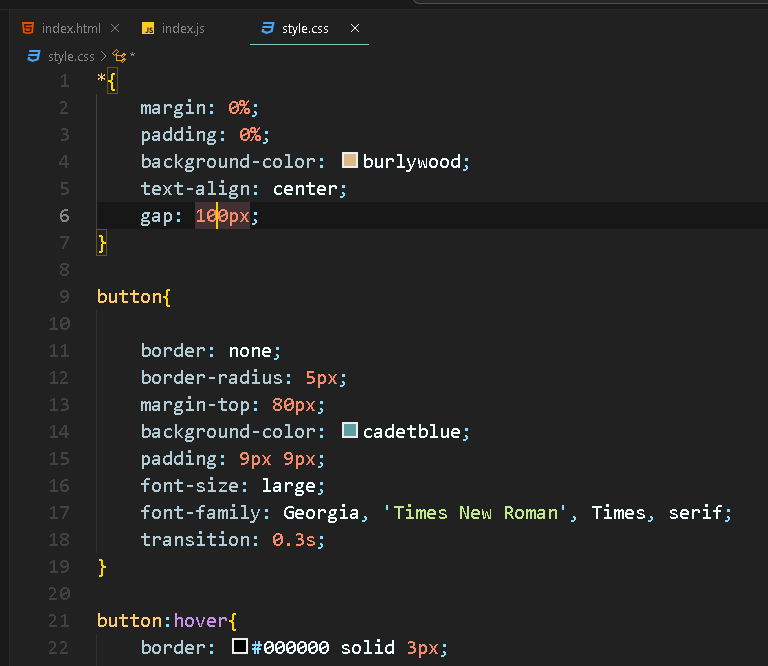 index.html × JS index.js style.css ×
style.css > *
1 *{
2 margin: 0%;
3 padding: 0%;
4 background-color: burlywood;
5 text-align: center;
6 gap: 100px;
7 }
8
9 button{
10
11 border: none;
12 border-radius: 5px;
13 margin-top: 80px;
14 background-color: cadetblue;
15 padding: 9px 9px;
16 font-size: large;
17 font-family: Georgia, 'Times New Roman', Times, serif;
18 transition: 0.3s;
19 }
20
21 button:hover{
22 border: #000000 solid 3px;